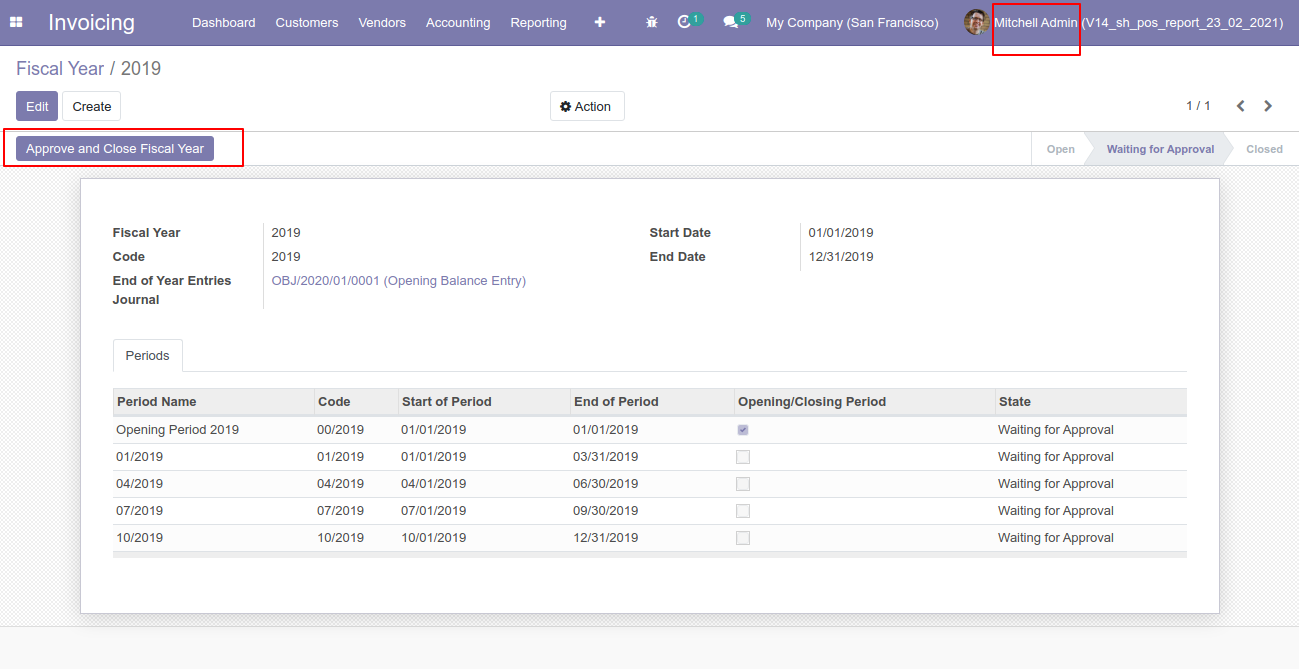 Invoicing Dashboard Customers Vendors Accounting Reporting 1 5 My Company (San Francisco) Mitchell Admin (V14_sh_pos_report_23_02_2021)
Fiscal Year / 2019
Edit Create Action 1 / 1
Approve and Close Fiscal Year Open Waiting for Approval Closed
Fiscal Year 2019 Start Date 01/01/2019
Code 2019 End Date 12/31/2019
End of Year Entries OBJ/2020/01/0001 (Opening Balance Entry)
Journal
Periods
Period Name Code Start of Period End of Period Opening/Closing Period State
Opening Period 2019 00/2019 01/01/2019 01/01/2019 Waiting for Approval
01/2019 01/2019 01/01/2019 03/31/2019 Waiting for Approval
04/2019 04/2019 04/01/2019 06/30/2019 Waiting for Approval
07/2019 07/2019 07/01/2019 09/30/2019 Waiting for Approval
10/2019 10/2019 10/01/2019 12/31/2019 Waiting for Approval